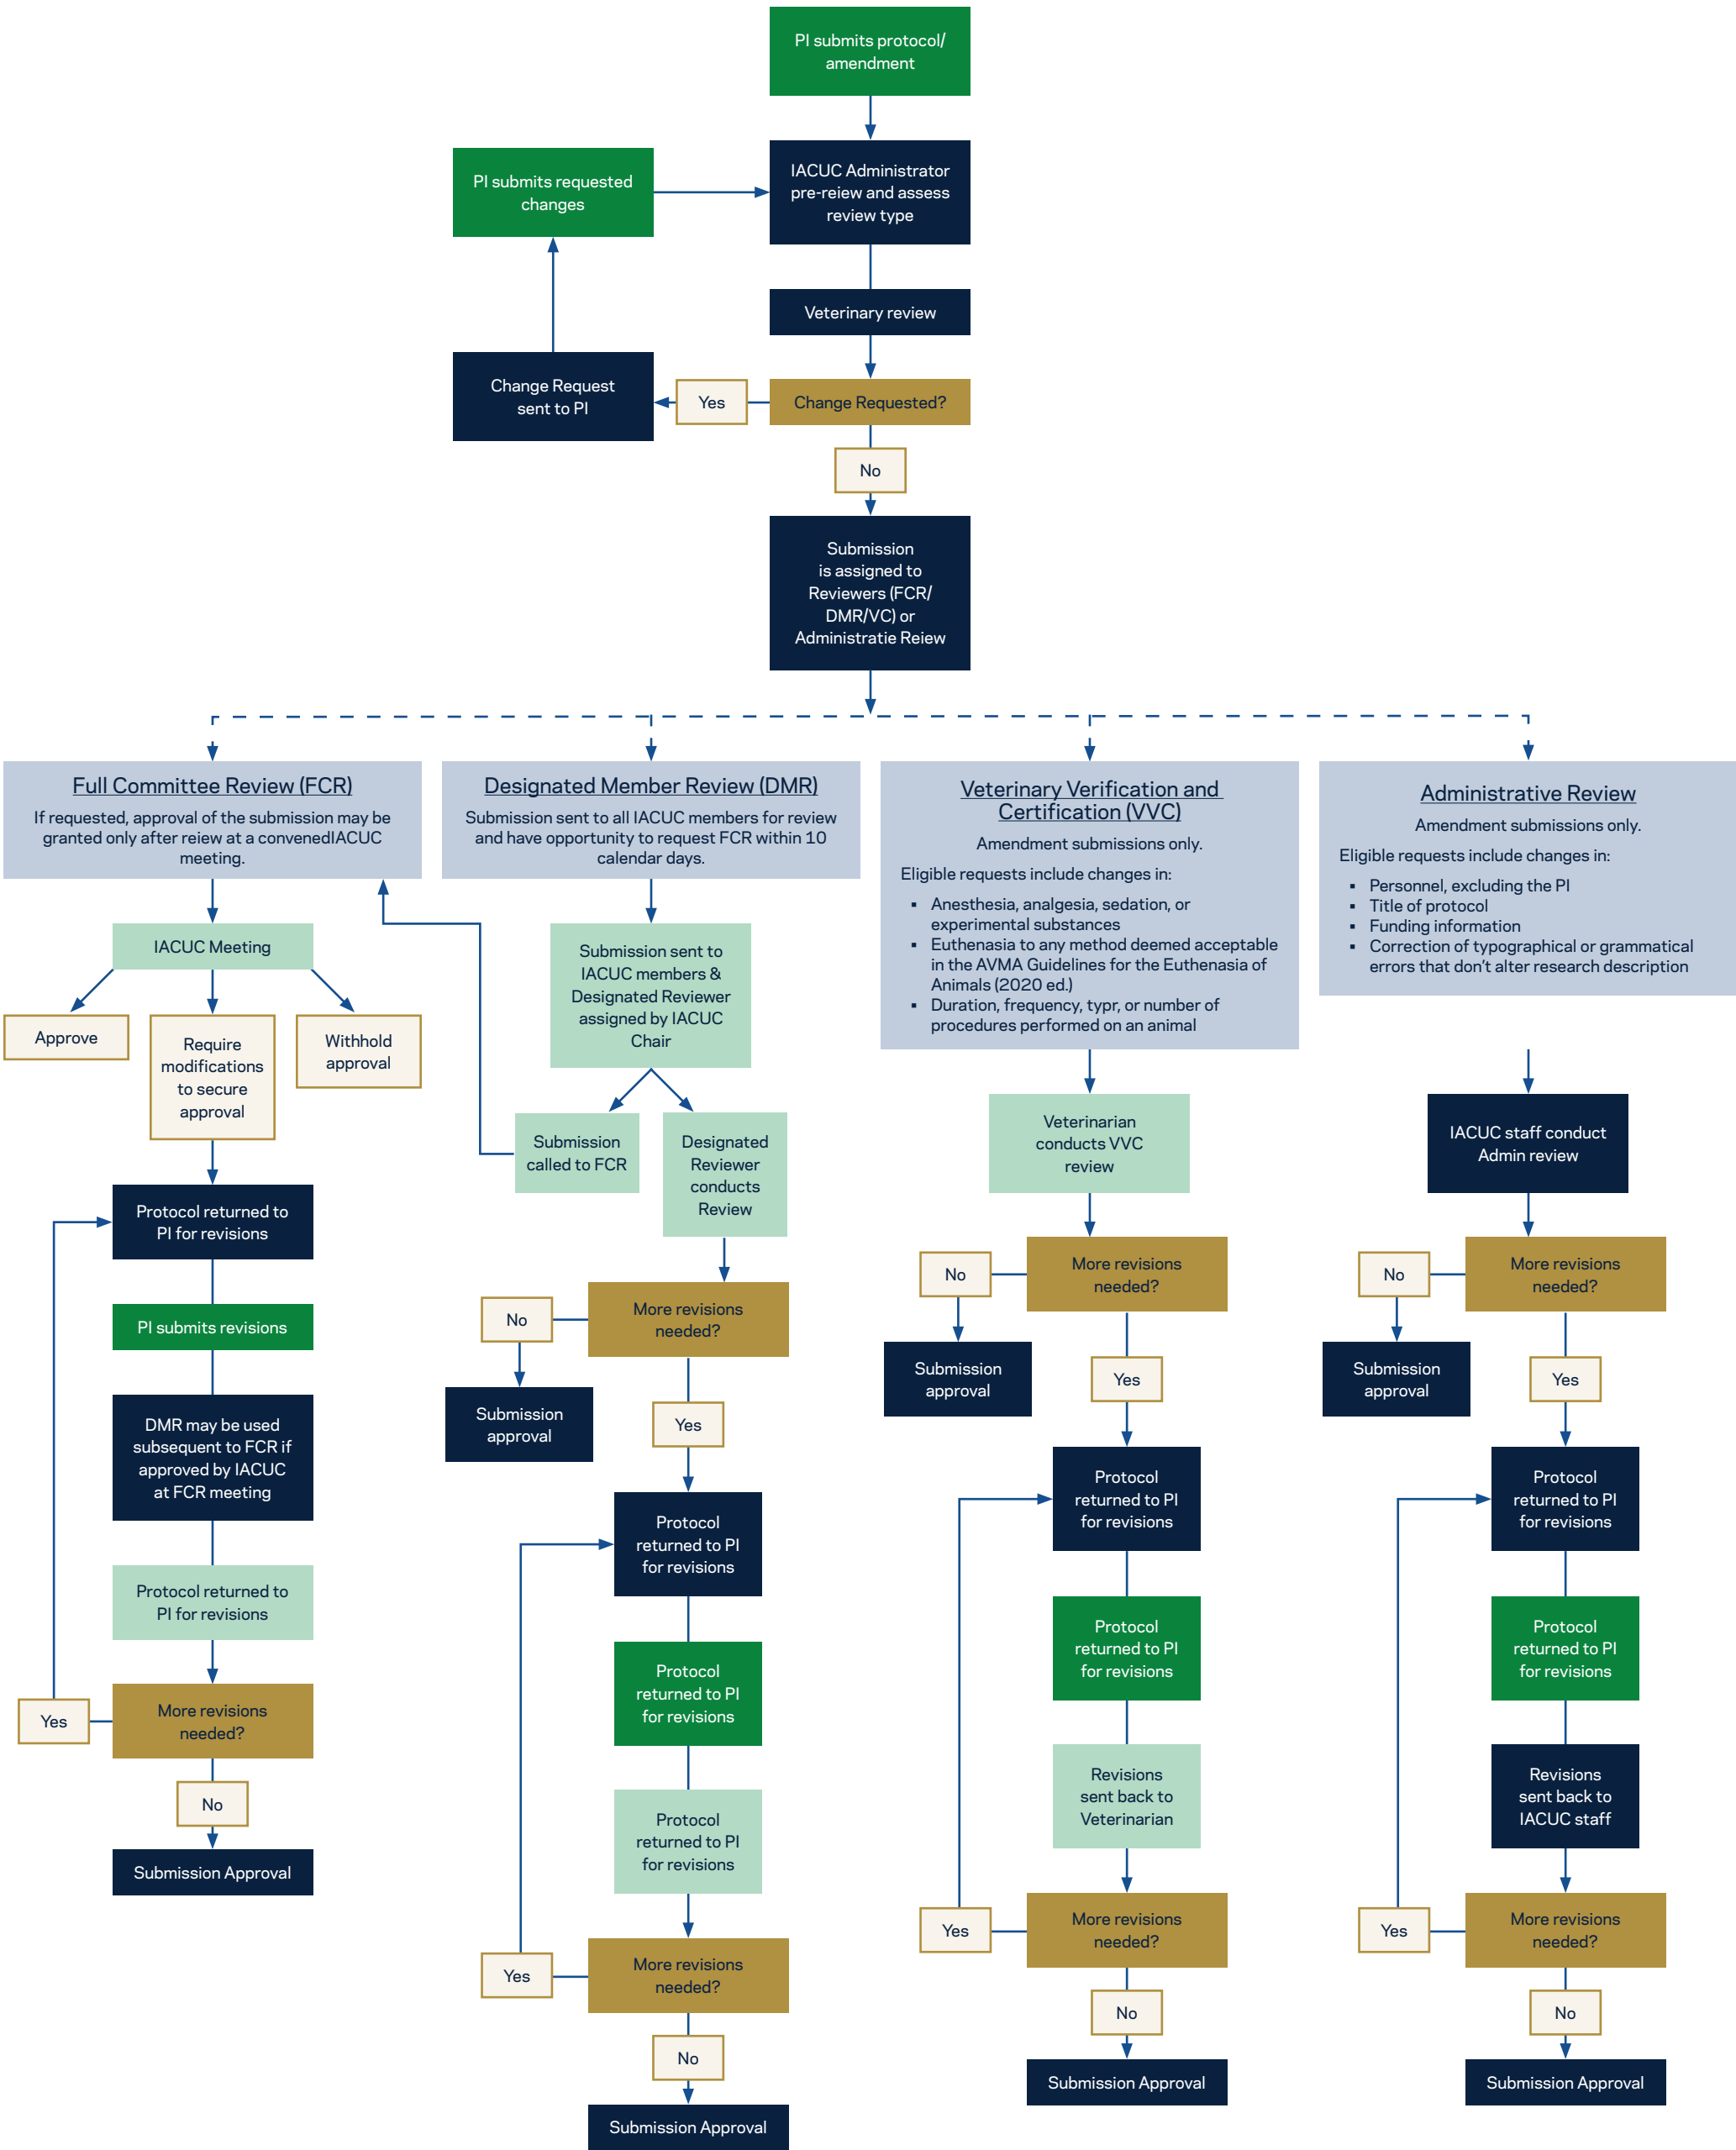 PI submits protocol/
amendment
PI submits requested
changes
IACUC Administrator
pre-reiew and assess
review type
Veterinary review
Change Request
sent to PI
Yes
Change Requested?
No
Submission
is assigned to
Reviewers (FCR/
DMR/VC) or
Administratie Reiew
Full Committee Review (FCR)
If requested, approval of the submission may be
granted only after reiew at a convenedIACUC
meeting.
IACUC Meeting
Approve
Require
modifications
to secure
approval
Withhold
approval
Protocol returned to
PI for revisions
PI submits revisions
DMR may be used
subsequent to FCR if
approved by IACUC
at FCR meeting
Protocol returned to
PI for revisions
Yes
More revisions
needed?
No
Submission Approval
Designated Member Review (DMR)
Submission sent to all IACUC members for review
and have opportunity to request FCR within 10
calendar days.
Submission sent to
IACUC members &
Designated Reviewer
assigned by IACUC
Chair
Submission
called to FCR
Designated
Reviewer
conducts
Review
No
More revisions
needed?
Submission
approval
Yes
Protocol
returned to PI
for revisions
Protocol
returned to PI
for revisions
Protocol
returned to PI
for revisions
Yes
More revisions
needed?
No
Submission Approval
Veterinary Verification and
Certification (VVC)
Amendment submissions only.
Eligible requests include changes in:
▪ Anesthesia, analgesia, sedation, or
experimental substances
▪ Euthenasia to any method deemed acceptable
in the AVMA Guidelines for the Euthenasia of
Animals (2020 ed.)
▪ Duration, frequency, typr, or number of
procedures performed on an animal
Veterinarian
conducts VVC
review
No
More revisions
needed?
Submission
approval
Yes
Protocol
returned to PI
for revisions
Protocol
returned to PI
for revisions
Revisions
sent back to
Veterinarian
Yes
More revisions
needed?
No
Submission Approval
Administrative Review
Amendment submissions only.
Eligible requests include changes in:
▪ Personnel, excluding the PI
▪ Title of protocol
▪ Funding information
▪ Correction of typographical or grammatical
errors that don't alter research description
IACUC staff conduct
Admin review
No
More revisions
needed?
Submission
approval
Yes
Protocol
returned to PI
for revisions
Protocol
returned to PI
for revisions
Revisions
sent back to
IACUC staff
Yes
More revisions
needed?
No
Submission Approval